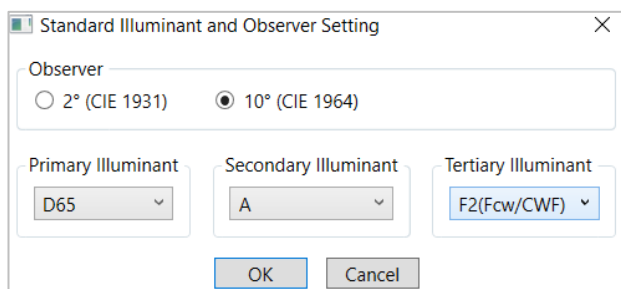 Standard Illuminant and Observer Setting
Observer
2° (CIE 1931) 10° (CIE 1964)
Primary Illuminant Secondary Illuminant Tertiary Illuminant
D65 A F2(Fcw/CWF)
OK Cancel